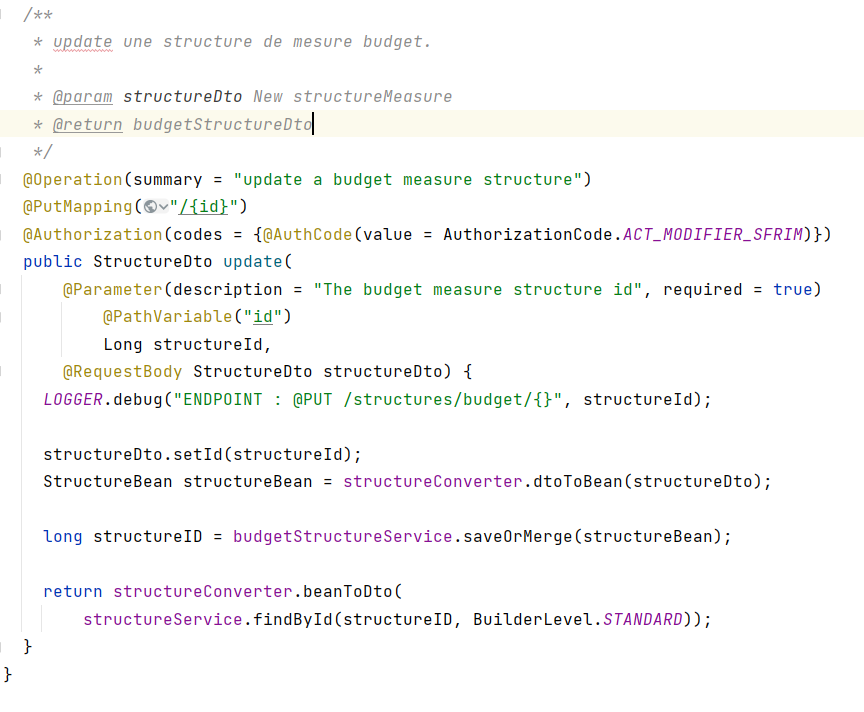 /**
 * update une structure de mesure budget.
 *
 * @param structureDto New structureMeasure
 * @return budgetStructureDto
 */
@Operation(summary = "update a budget measure structure")
@PutMapping("/{id}")
@Authorization(codes = {@AuthCode(value = AuthorizationCode.ACT_MODIFIER_SFRIM)})
public StructureDto update(
    @Parameter(description = "The budget measure structure id", required = true)
        @PathVariable("id")
        Long structureId,
    @RequestBody StructureDto structureDto) {
  LOGGER.debug("ENDPOINT : @PUT /structures/budget/{}", structureId);

  structureDto.setId(structureId);
  StructureBean structureBean = structureConverter.dtoToBean(structureDto);

  long structureID = budgetStructureService.saveOrMerge(structureBean);

  return structureConverter.beanToDto(
      structureService.findById(structureID, BuilderLevel.STANDARD));
}
}